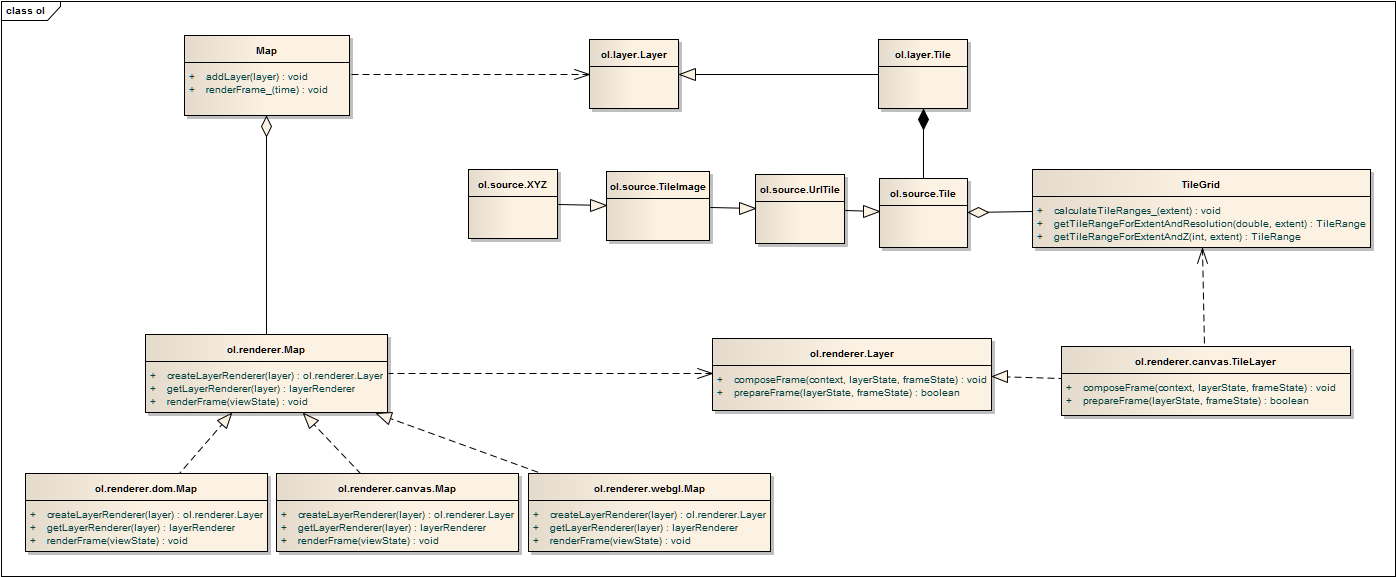 class ol
Map
+ addLayer(layer) : void
+ renderFrame_(time) : void
ol.layer.Layer
ol.layer.Tile
ol.source.XYZ
ol.source.TileImage
ol.source.UrlTile
ol.source.Tile
TileGrid
+ calculateTileRanges_(extent) : void
+ getTileRangeForExtentAndResolution(double, extent) : TileRange
+ getTileRangeForExtentAndZ(int, extent) : TileRange
ol.renderer.Map
+ createLayerRenderer(layer) : ol.renderer.Layer
+ getLayerRenderer(layer) : layerRenderer
+ renderFrame(viewState) : void
ol.renderer.Layer
+ composeFrame(context, layerState, frameState) : void
+ prepareFrame(layerState, frameState) : boolean
ol.renderer.canvas.TileLayer
+ composeFrame(context, layerState, frameState) : void
+ prepareFrame(layerState, frameState) : boolean
ol.renderer.dom.Map
+ createLayerRenderer(layer) : ol.renderer.Layer
+ getLayerRenderer(layer) : layerRenderer
+ renderFrame(viewState) : void
ol.renderer.canvas.Map
+ createLayerRenderer(layer) : ol.renderer.Layer
+ getLayerRenderer(layer) : layerRenderer
+ renderFrame(viewState) : void
ol.renderer.webgl.Map
+ createLayerRenderer(layer) : ol.renderer.Layer
+ getLayerRenderer(layer) : layerRenderer
+ renderFrame(viewState) : void